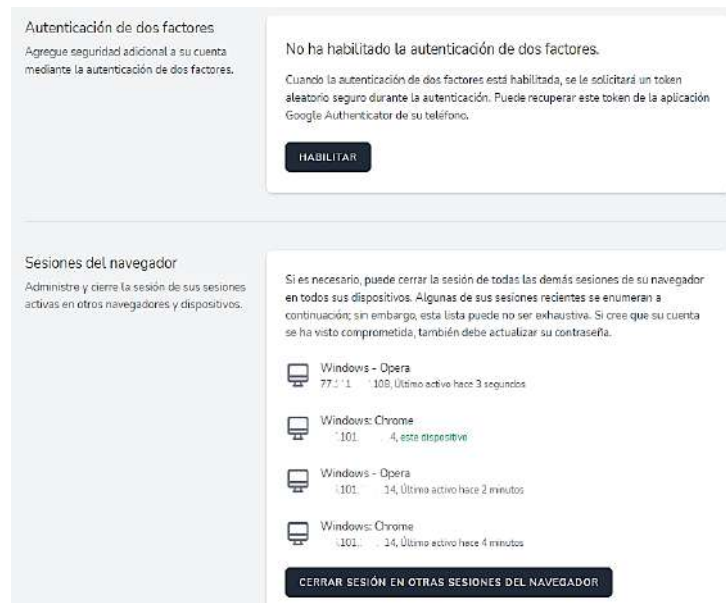 Autenticación de dos factores
Agregue seguridad adicional a su cuenta
mediante la autenticación de dos factores.
No ha habilitado la autenticación de dos factores.
Cuando la autenticación de dos factores está habilitada, se le solicitará un token
aleatorio seguro durante la autenticación. Puede recuperar este token de la aplicación
Google Authenticator de su teléfono.
HABILITAR
Sesiones del navegador
Administre y cierre la sesión de sus sesiones
activas en otros navegadores y dispositivos.
Si es necesario, puede cerrar la sesión de todas las demás sesiones de su navegador
en todos sus dispositivos. Algunas de sus sesiones recientes se enumeran a
continuación; sin embargo, esta lista puede no ser exhaustiva. Si cree que su cuenta
se ha visto comprometida, también debe actualizar su contraseña.
Windows - Opera
Último activo hace 3 segundos
Windows: Chrome
este dispositivo
Windows - Opera
Último activo hace 2 minutos
Windows: Chrome
Último activo hace 4 minutos
CERRAR SESIÓN EN OTRAS SESIONES DEL NAVEGADOR